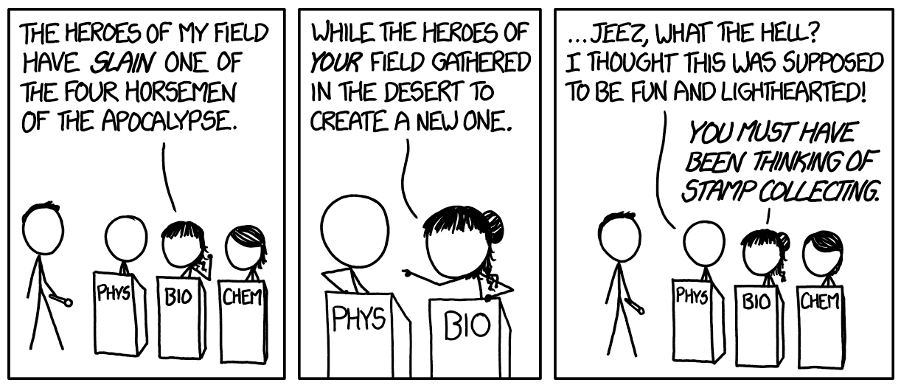 THE HEROES OF MY FIELD
HAVE SLAIN ONE OF
THE FOUR HORSEMEN
OF THE APOCALYPSE.
PHYS
BIO
CHEM
WHILE THE HEROES OF
YOUR FIELD GATHERED
IN THE DESERT TO
CREATE A NEW ONE.
PHYS
BIO
...JEEZ, WHAT THE HELL?
I THOUGHT THIS WAS SUPPOSED
TO BE FUN AND LIGHTHEARTED!
YOU MUST HAVE
BEEN THINKING OF
STAMP COLLECTING.
PHYS
BIO
CHEM